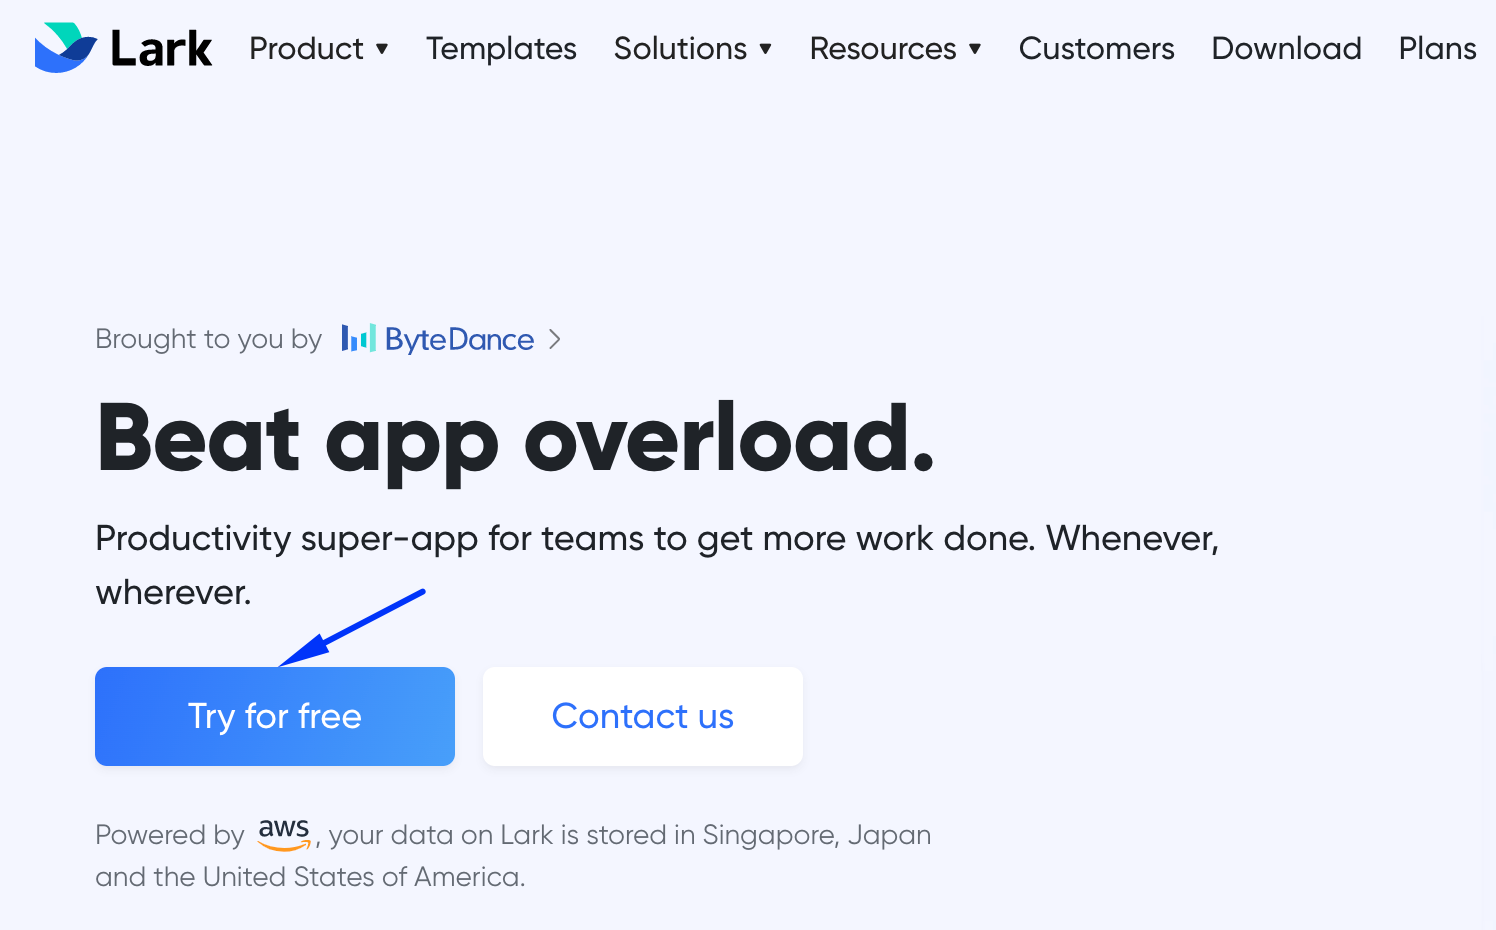 Lark Product Templates Solutions Resources Customers Download Plans
Brought to you by ByteDance
Beat app overload.
Productivity super-app for teams to get more work done. Whenever,
wherever.
Try for free Contact us
Powered by aws, your data on Lark is stored in Singapore, Japan
and the United States of America.